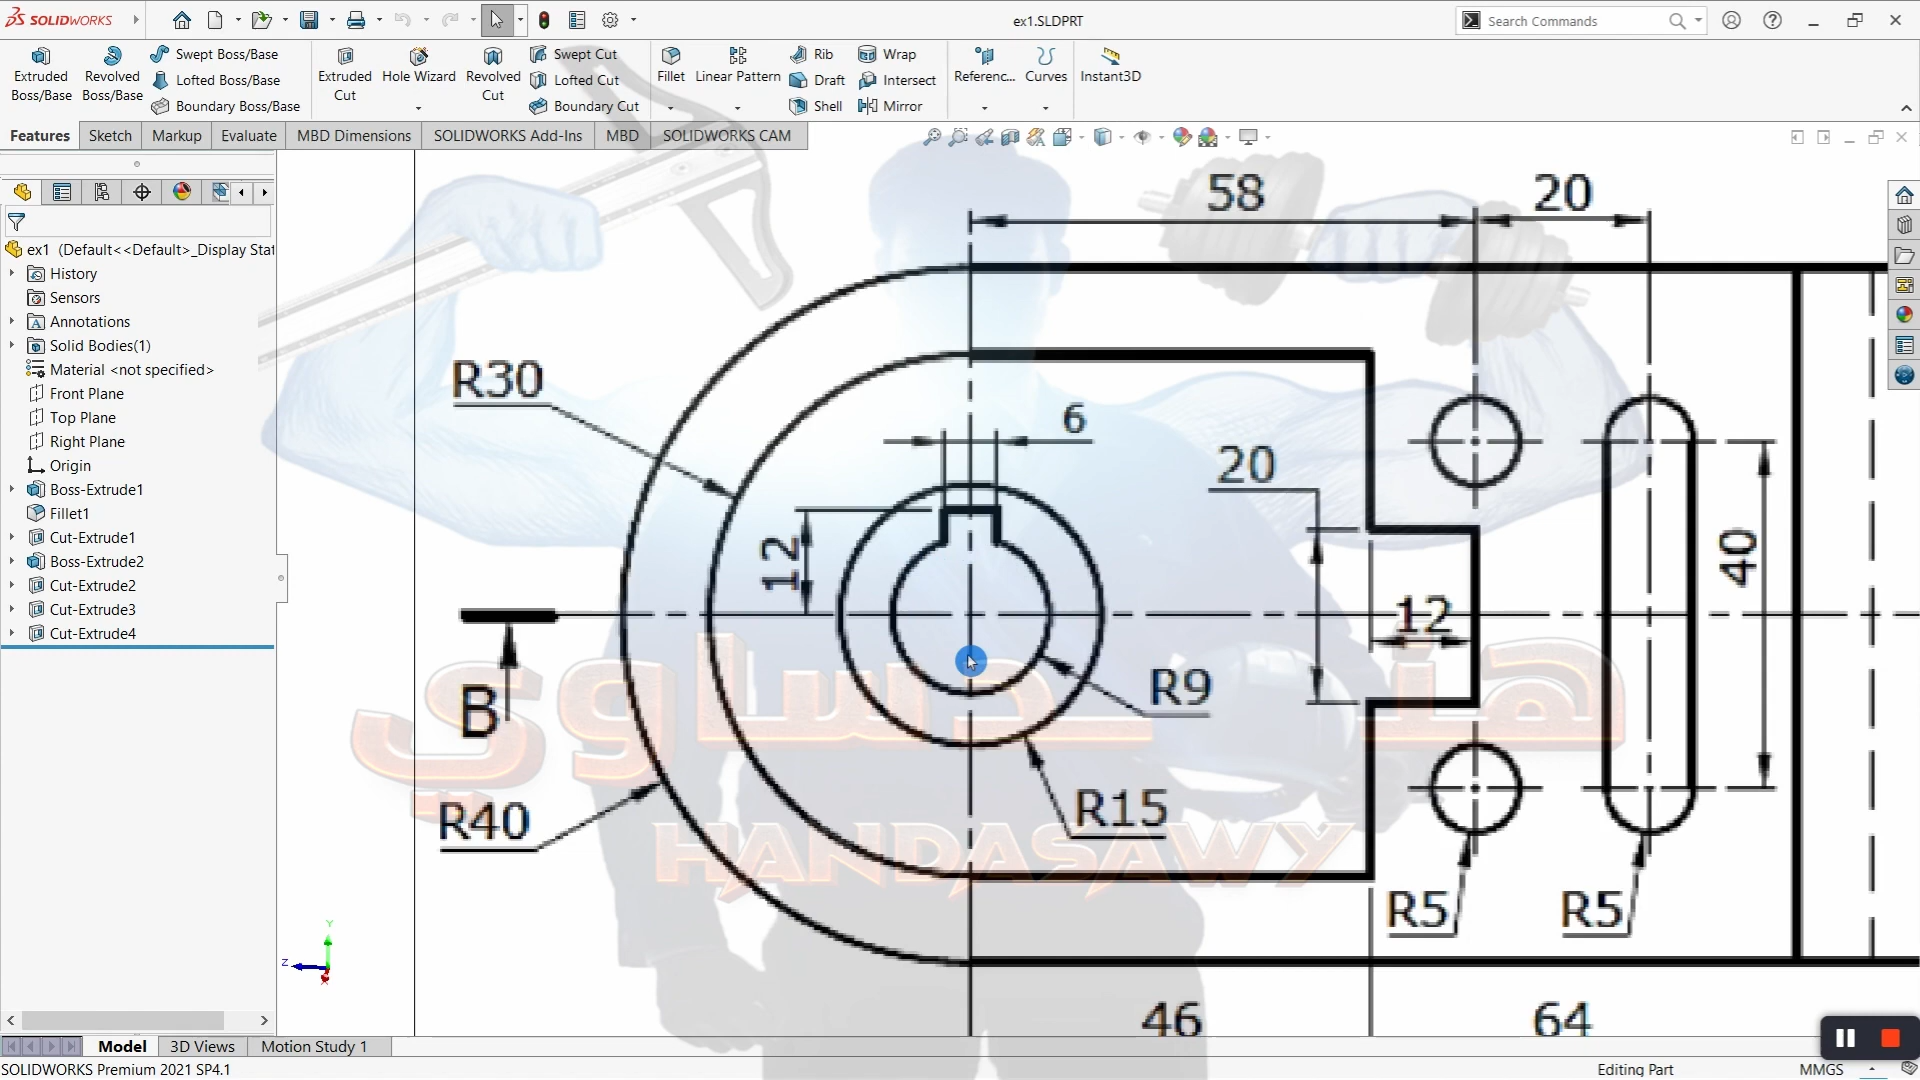 SOLIDWORKS
ex1.SLDPRT
Search Commands
Extruded Boss/Base
Revolved Boss/Base
Swept Boss/Base
Lofted Boss/Base
Boundary Boss/Base
Extruded Cut
Hole Wizard
Revolved Cut
Swept Cut
Lofted Cut
Boundary Cut
Fillet
Linear Pattern
Rib
Draft
Shell
Wrap
Intersect
Mirror
Referenc...
Curves
Instant3D
Features Sketch Markup Evaluate MBD Dimensions SOLIDWORKS Add-Ins MBD SOLIDWORKS CAM
ex1 (Default<<Default>_Display Stat
History
Sensors
Annotations
Solid Bodies(1)
Material <not specified>
Front Plane
Top Plane
Right Plane
Origin
Boss-Extrude1
Fillet1
Cut-Extrude1
Boss-Extrude2
Cut-Extrude2
Cut-Extrude3
Cut-Extrude4
58
20
R30
6
20
12
40
12
B
R9
R15
R40
R5
R5
46
64
هندساوي
HANDASAWY
Y
Z
X
Model 3D Views Motion Study 1
SOLIDWORKS Premium 2021 SP4.1
Editing Part
MMGS